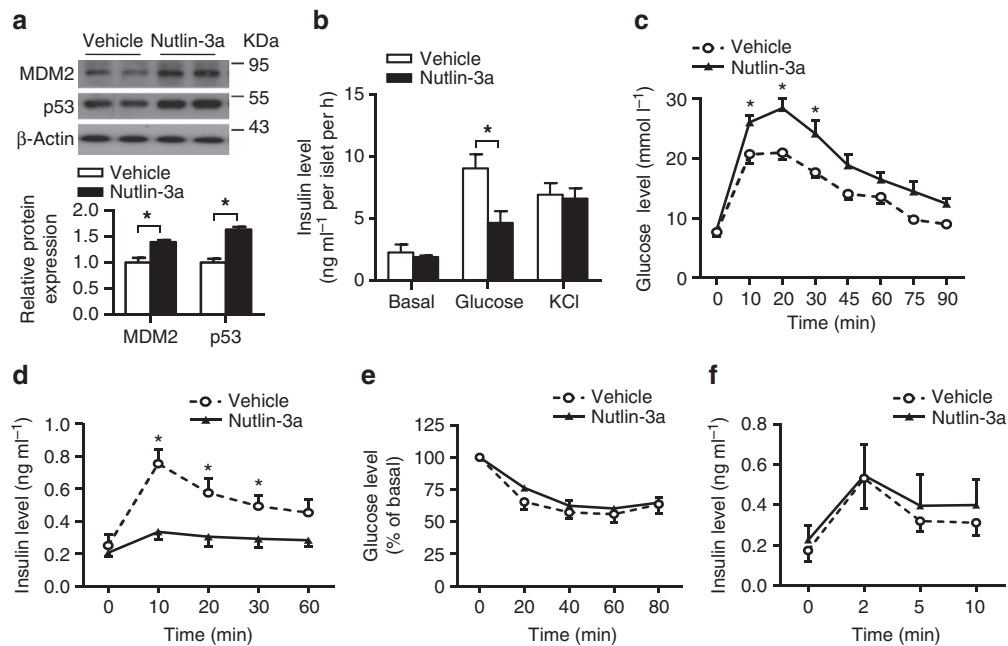 a
Vehicle Nutlin-3a KDa
MDM2
95
p53
55
43
β-Actin
Vehicle
Nutlin-3a
Relative protein
expression
2.0
1.5
1.0
0.5
0.0
*
*
MDM2 p53
b
Vehicle
Nutlin-3a
Insulin level
(ng ml⁻¹ per islet per h)
15
10
5
0
*
Basal Glucose KCl
c
Vehicle
Nutlin-3a
Glucose level (mmol l⁻¹)
30
20
10
0
* * *
0 10 20 30 45 60 75 90
Time (min)
d
Vehicle
Nutlin-3a
Insulin level (ng ml⁻¹)
1.0
0.8
0.6
0.4
0.2
0.0
* * *
0 10 20 30 60
Time (min)
e
Vehicle
Nutlin-3a
Glucose level
(% of basal)
125
100
75
50
25
0
0 20 40 60 80
Time (min)
f
Vehicle
Nutlin-3a
Insulin level (ng ml⁻¹)
0.8
0.6
0.4
0.2
0.0
0 2 5 10
Time (min)